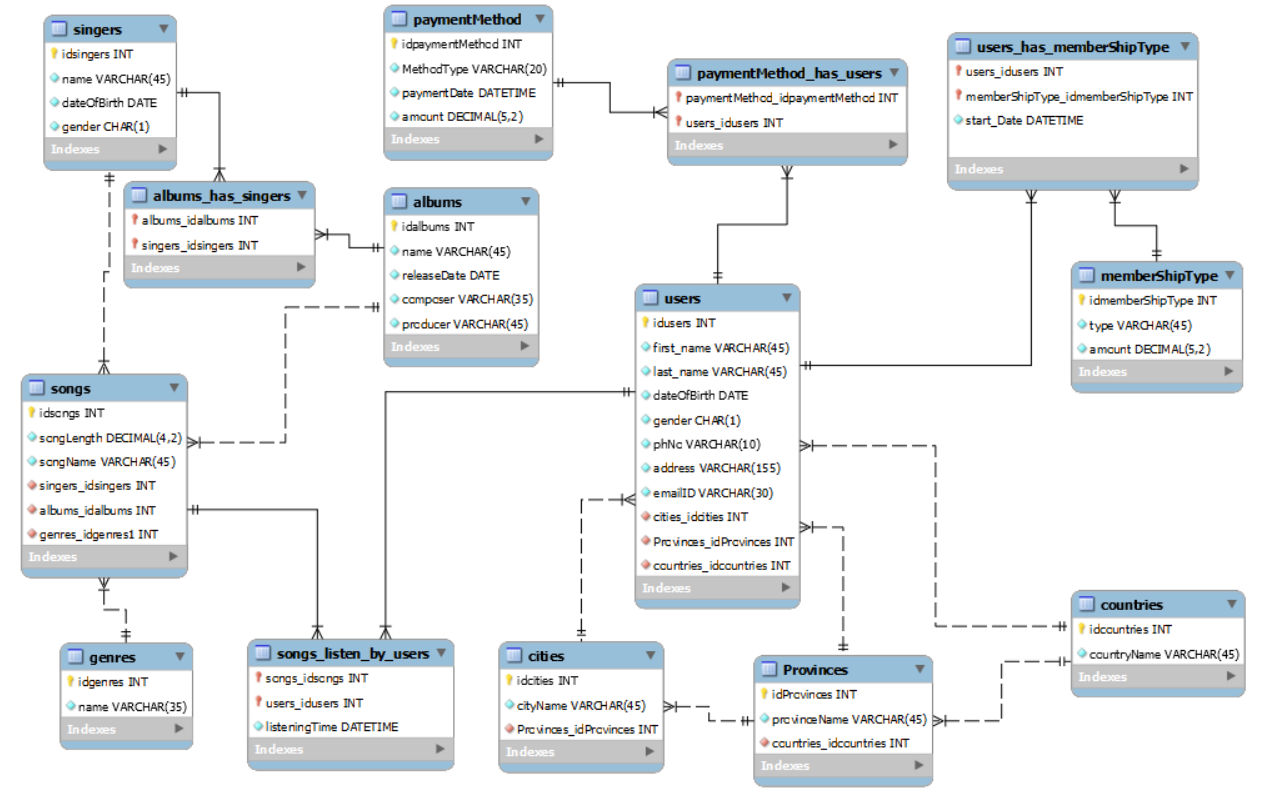 singers
idsingers INT
name VARCHAR(45)
dateOfBirth DATE
gender CHAR(1)
Indexes
paymentMethod
idpaymentMethod INT
MethodType VARCHAR(20)
paymentDate DATETIME
amount DECIMAL(5,2)
Indexes
paymentMethod_has_users
paymentMethod_idpaymentMethod INT
users_idusers INT
Indexes
users_has_memberShipType
users_idusers INT
memberShipType_idmemberShipType INT
start_Date DATETIME
Indexes
albums_has_singers
albums_idalbums INT
singers_idsingers INT
Indexes
albums
idalbums INT
name VARCHAR(45)
releaseDate DATE
composer VARCHAR(35)
producer VARCHAR(45)
Indexes
users
idusers INT
first_name VARCHAR(45)
last_name VARCHAR(45)
dateOfBirth DATE
gender CHAR(1)
phNo VARCHAR(10)
address VARCHAR(155)
emailID VARCHAR(30)
cities_idcities INT
Provinces_idProvinces INT
countries_idcountries INT
Indexes
memberShipType
idmemberShipType INT
type VARCHAR(45)
amount DECIMAL(5,2)
Indexes
songs
idsongs INT
songLength DECIMAL(4,2)
songName VARCHAR(45)
singers_idsingers INT
albums_idalbums INT
genres_idgenres1 INT
Indexes
genres
idgenres INT
name VARCHAR(35)
Indexes
songs_listen_by_users
songs_idsongs INT
users_idusers INT
listeningTime DATETIME
Indexes
cities
idcities INT
cityName VARCHAR(45)
Provinces_idProvinces INT
Indexes
Provinces
idProvinces INT
provinceName VARCHAR(45)
countries_idcountries INT
Indexes
countries
idcountries INT
countryName VARCHAR(45)
Indexes